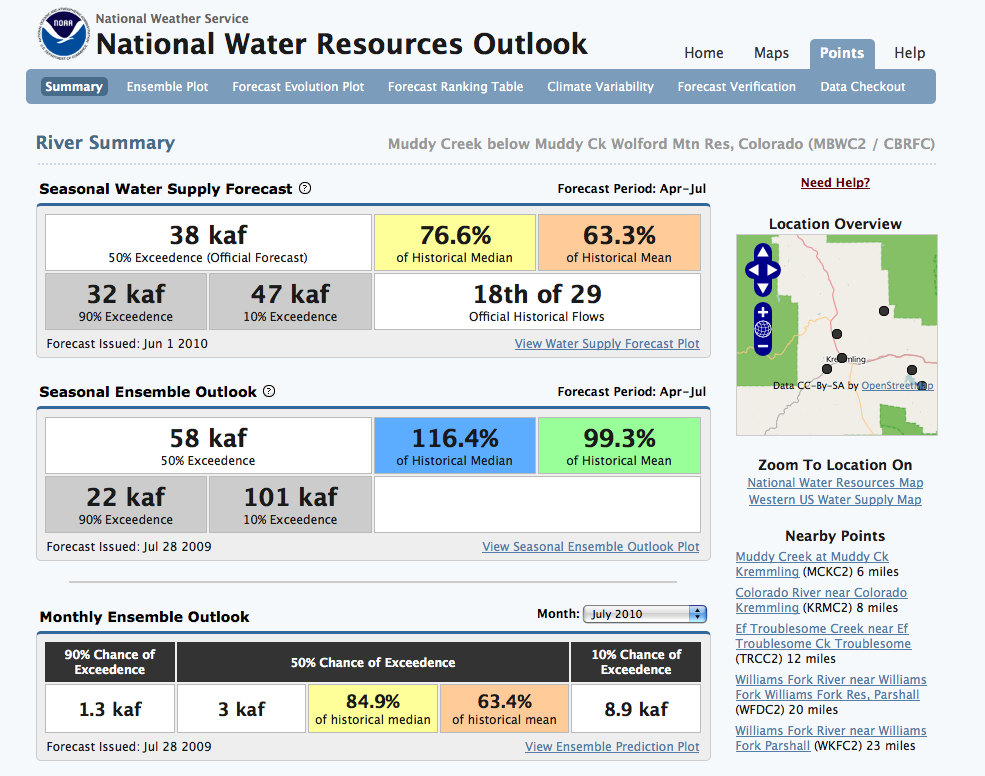 NOAA
National Weather Service
National Water Resources Outlook
Home Maps Points Help
Summary Ensemble Plot Forecast Evolution Plot Forecast Ranking Table Climate Variability Forecast Verification Data Checkout
River Summary
Muddy Creek below Muddy Ck Wolford Mtn Res, Colorado (MBWC2 / CBRFC)
Seasonal Water Supply Forecast ?
Forecast Period: Apr-Jul
38 kaf
50% Exceedence (Official Forecast)
76.6%
of Historical Median
63.3%
of Historical Mean
32 kaf
90% Exceedence
47 kaf
10% Exceedence
18th of 29
Official Historical Flows
Forecast Issued: Jun 1 2010
View Water Supply Forecast Plot
Seasonal Ensemble Outlook ?
Forecast Period: Apr-Jul
58 kaf
50% Exceedence
116.4%
of Historical Median
99.3%
of Historical Mean
22 kaf
90% Exceedence
101 kaf
10% Exceedence
Forecast Issued: Jul 28 2009
View Seasonal Ensemble Outlook Plot
Monthly Ensemble Outlook
Month: July 2010
90% Chance of
Exceedence
50% Chance of Exceedence
10% Chance of
Exceedence
1.3 kaf
3 kaf
84.9%
of historical median
63.4%
of historical mean
8.9 kaf
Forecast Issued: Jul 28 2009
View Ensemble Prediction Plot
Need Help?
Location Overview
Kremmling
Data CC-By-SA by OpenStreetMap
Zoom To Location On
National Water Resources Map
Western US Water Supply Map
Nearby Points
Muddy Creek at Muddy Ck
Kremmling (MCKC2) 6 miles
Colorado River near Colorado
Kremmling (KRMC2) 8 miles
Ef Troublesome Creek near Ef
Troublesome Ck Troublesome
(TRCC2) 12 miles
Williams Fork River near Williams
Fork Williams Fork Res, Parshall
(WFDC2) 20 miles
Williams Fork River near Williams
Fork Parshall (WKFC2) 23 miles